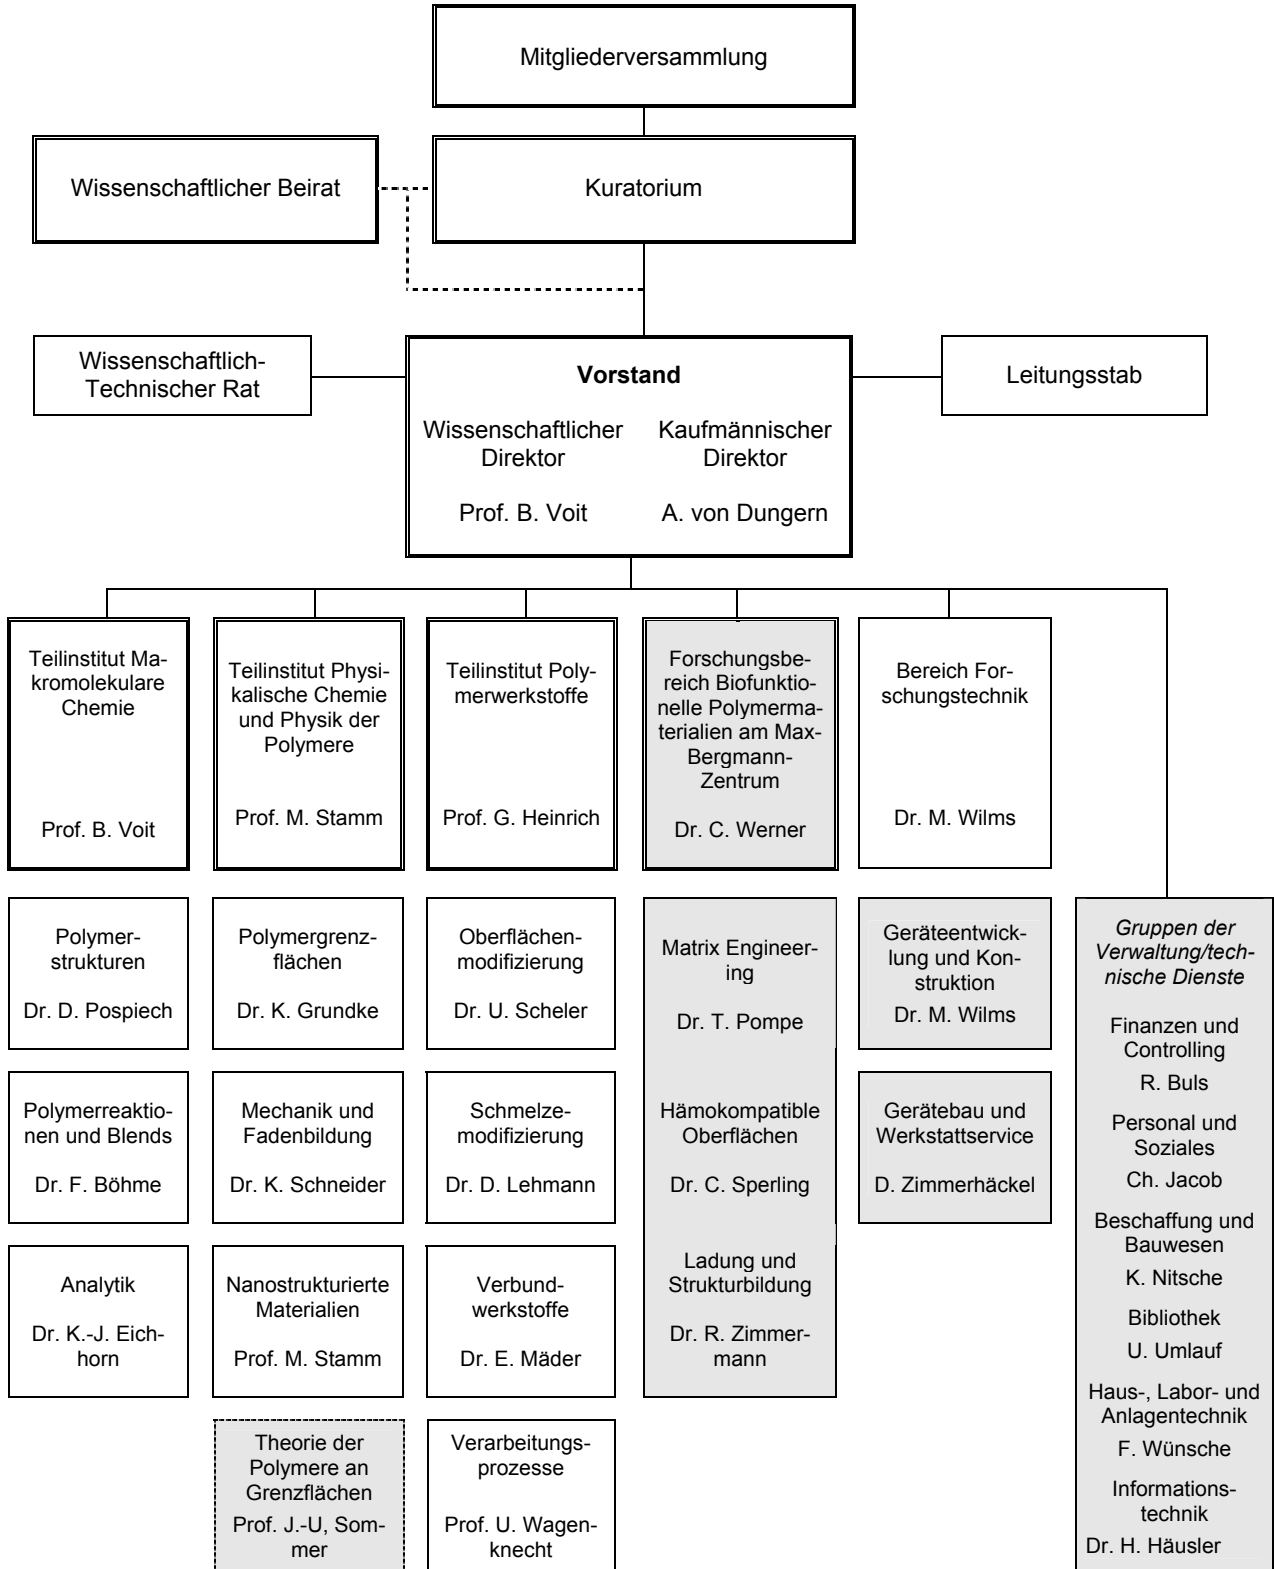 Mitgliederversammlung
Wissenschaftlicher Beirat
Kuratorium
Wissenschaftlich-
Technischer Rat
Vorstand
Wissenschaftlicher
Direktor
Prof. B. Voit
Kaufmännischer
Direktor
A. von Dungern
Leitungsstab
Teilinstitut Ma-
kromolekulare
Chemie
Prof. B. Voit
Teilinstitut Physi-
kalische Chemie
und Physik der
Polymere
Prof. M. Stamm
Teilinstitut Poly-
merwerkstoffe
Prof. G. Heinrich
Forschungsbe-
reich Biofunktio-
nelle Polymerma-
terialien am Max-
Bergmann-
Zentrum
Dr. C. Werner
Bereich For-
schungstechnik
Dr. M. Wilms
Polymer-
strukturen
Dr. D. Pospiech
Polymergrenz-
flächen
Dr. K. Grundke
Oberflächen-
modifizierung
Dr. U. Scheler
Matrix Engineer-
ing
Dr. T. Pompe
Geräteentwick-
lung und Kon-
struktion
Dr. M. Wilms
Polymerreaktio-
nen und Blends
Dr. F. Böhme
Mechanik und
Fadenbildung
Dr. K. Schneider
Schmelze-
modifizierung
Dr. D. Lehmann
Hämokompatible
Oberflächen
Dr. C. Sperling
Gerätebau und
Werkstattservice
D. Zimmerhäckel
Analytik
Dr. K.-J. Eich-
horn
Nanostrukturierte
Materialien
Prof. M. Stamm
Verbund-
werkstoffe
Dr. E. Mäder
Ladung und
Strukturbildung
Dr. R. Zimmer-
mann
Theorie der
Polymere an
Grenzflächen
Prof. J.-U, Som-
mer
Verarbeitungs-
prozesse
Prof. U. Wagen-
knecht
Gruppen der
Verwaltung/tech-
nische Dienste
Finanzen und
Controlling
R. Buls
Personal und
Soziales
Ch. Jacob
Beschaffung und
Bauwesen
K. Nitsche
Bibliothek
U. Umlauf
Haus-, Labor- und
Anlagentechnik
F. Wünsche
Informations-
technik
Dr. H. Häusler